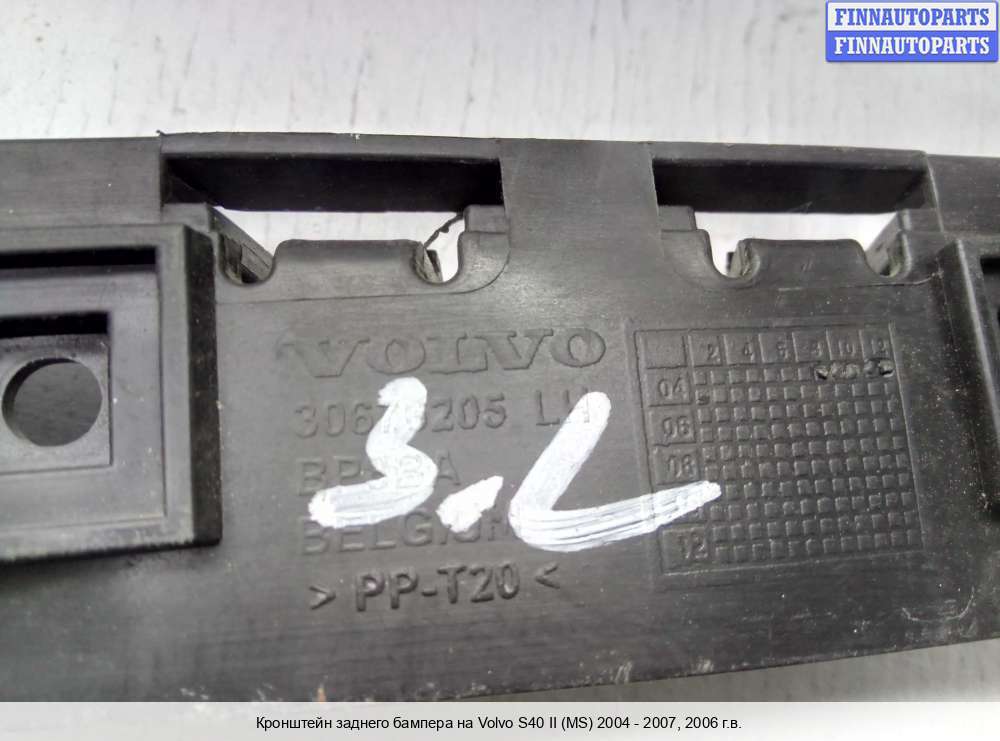 FINNAUTOPARTS
FINNAUTOPARTS
VOLVO
2 4 6 8 10 12
04
06
08
12
3.L
BELGIUM
> PP-T20 <
Кронштейн заднего бампера на Volvo S40 II (MS) 2004 - 2007, 2006 г.в.